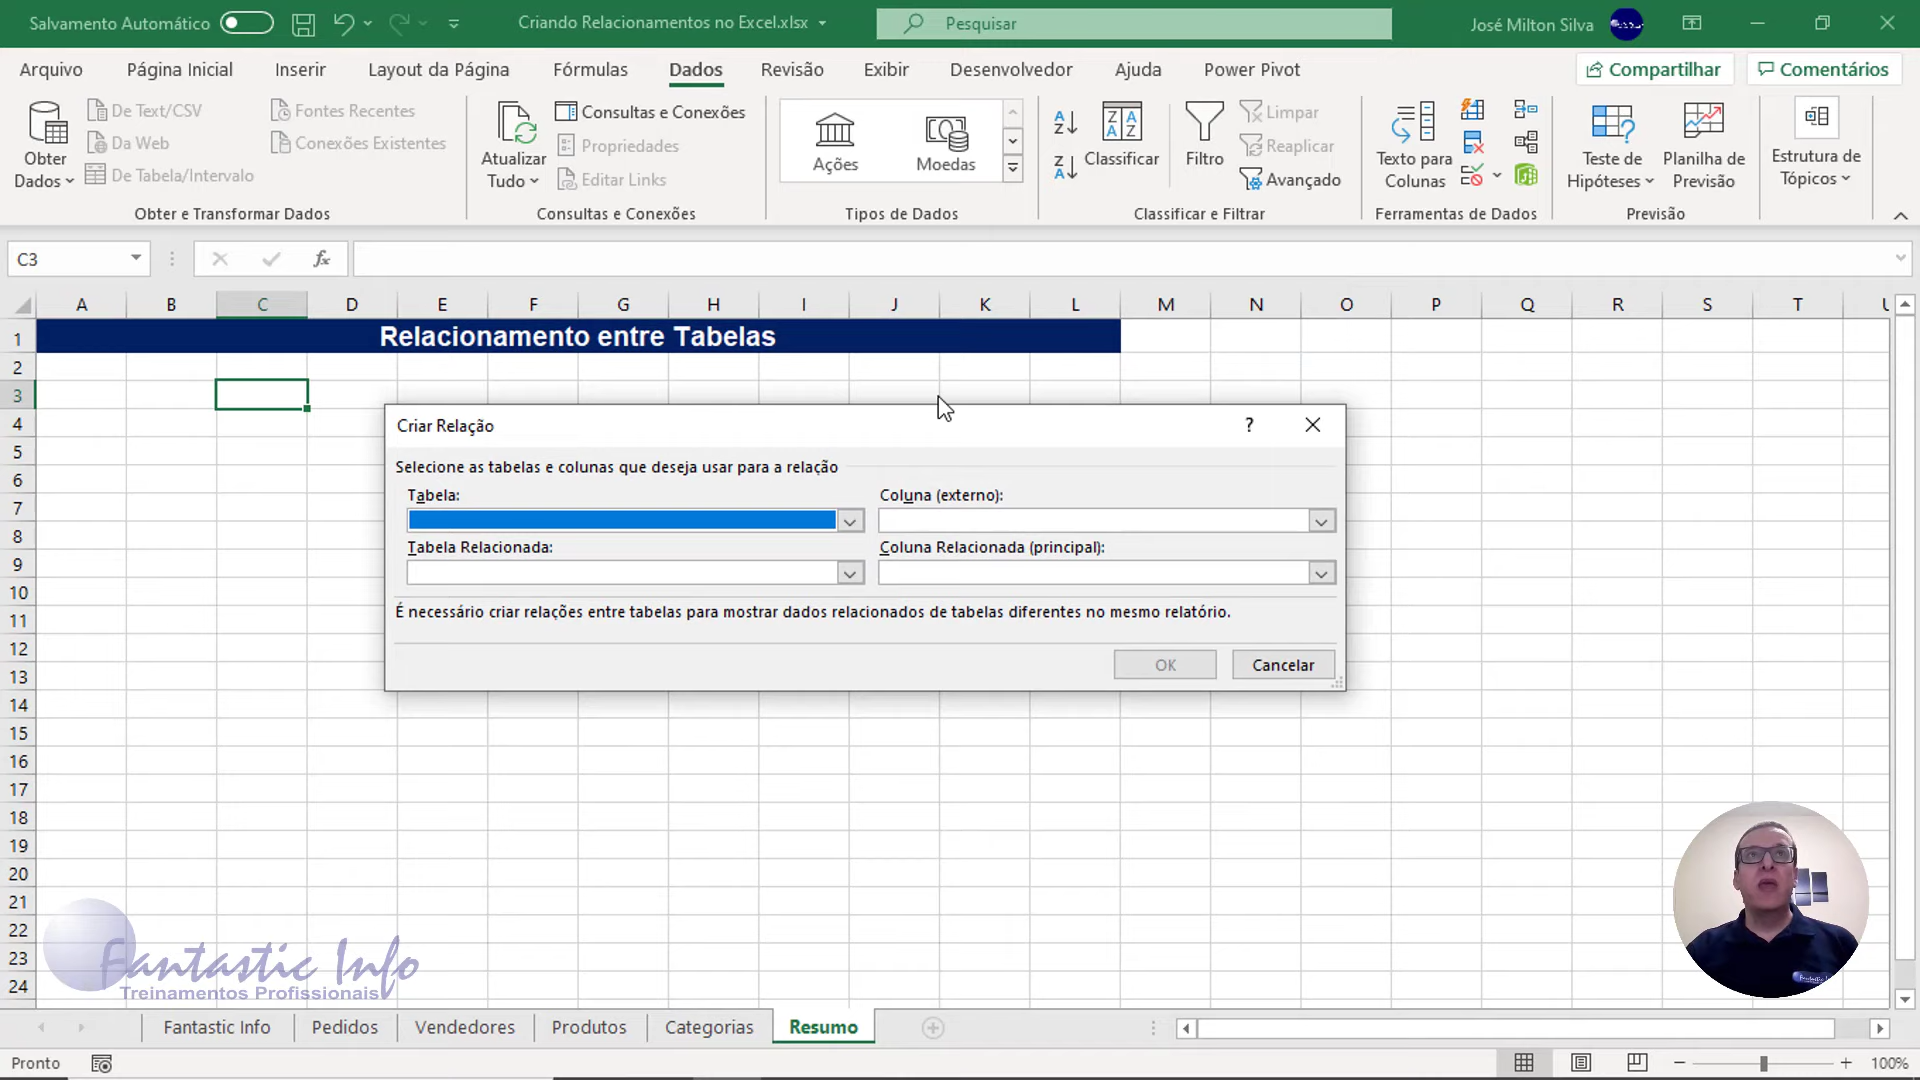 Salvamento Automático
Criando Relacionamentos no Excel.xlsx
Pesquisar
José Milton Silva
Arquivo
Página Inicial
Inserir
Layout da Página
Fórmulas
Dados
Revisão
Exibir
Desenvolvedor
Ajuda
Power Pivot
Compartilhar
Comentários
Obter Dados
De Text/CSV
Da Web
De Tabela/Intervalo
Fontes Recentes
Conexões Existentes
Obter e Transformar Dados
Atualizar Tudo
Consultas e Conexões
Propriedades
Editar Links
Consultas e Conexões
Ações
Moedas
Tipos de Dados
Classificar
Filtro
Limpar
Reaplicar
Avançado
Classificar e Filtrar
Texto para Colunas
Ferramentas de Dados
Teste de Hipóteses
Planilha de Previsão
Previsão
Estrutura de Tópicos
C3
fx
A B C D E F G H I J K L M N O P Q R S T U
1
Relacionamento entre Tabelas
2
3
4
5
6
7
8
9
10
11
12
13
14
15
16
17
18
19
20
21
22
23
24
Criar Relação
?
Selecione as tabelas e colunas que deseja usar para a relação
Tabela:
Coluna (externo):
Tabela Relacionada:
Coluna Relacionada (principal):
É necessário criar relações entre tabelas para mostrar dados relacionados de tabelas diferentes no mesmo relatório.
OK
Cancelar
Fantastic Info
Treinamentos Profissionais
Fantastic Info
Pedidos
Vendedores
Produtos
Categorias
Resumo
Pronto
100%